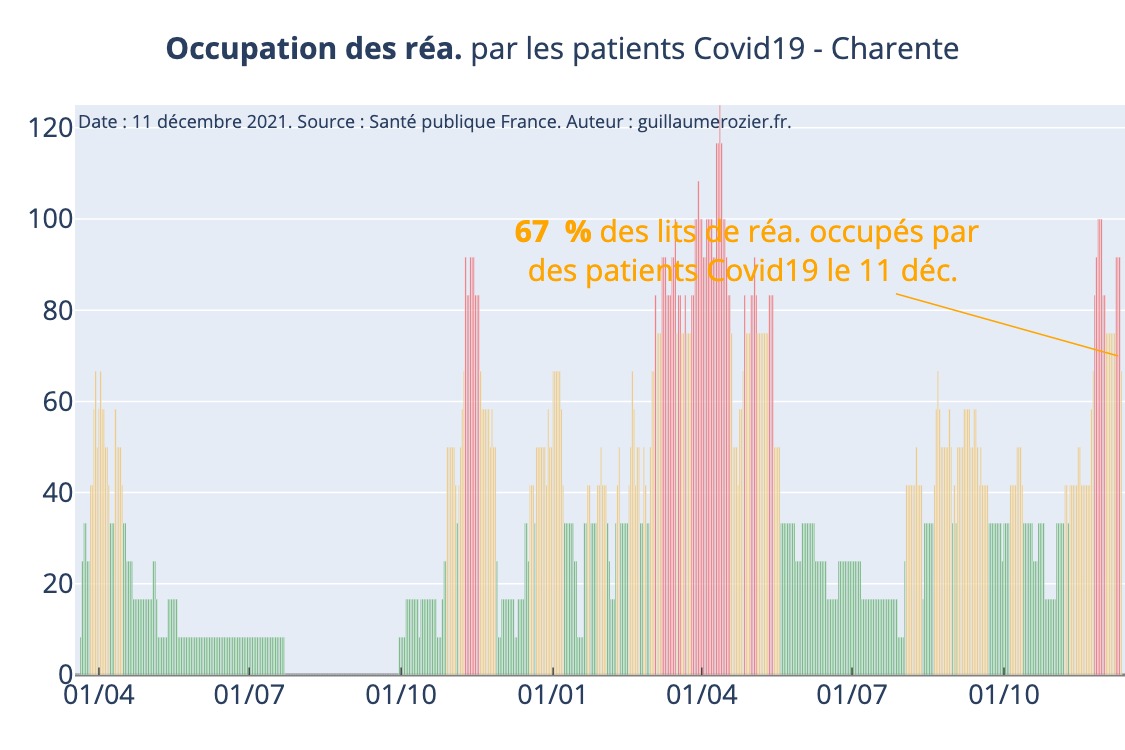 Occupation des réa. par les patients Covid19 - Charente
Date : 11 décembre 2021. Source : Santé publique France. Auteur : guillaumerozier.fr.
120
100
67  % des lits de réa. occupés par
des patients Covid19 le 11 déc.
80
60
40
20
0
01/04 01/07 01/10 01/01 01/04 01/07 01/10